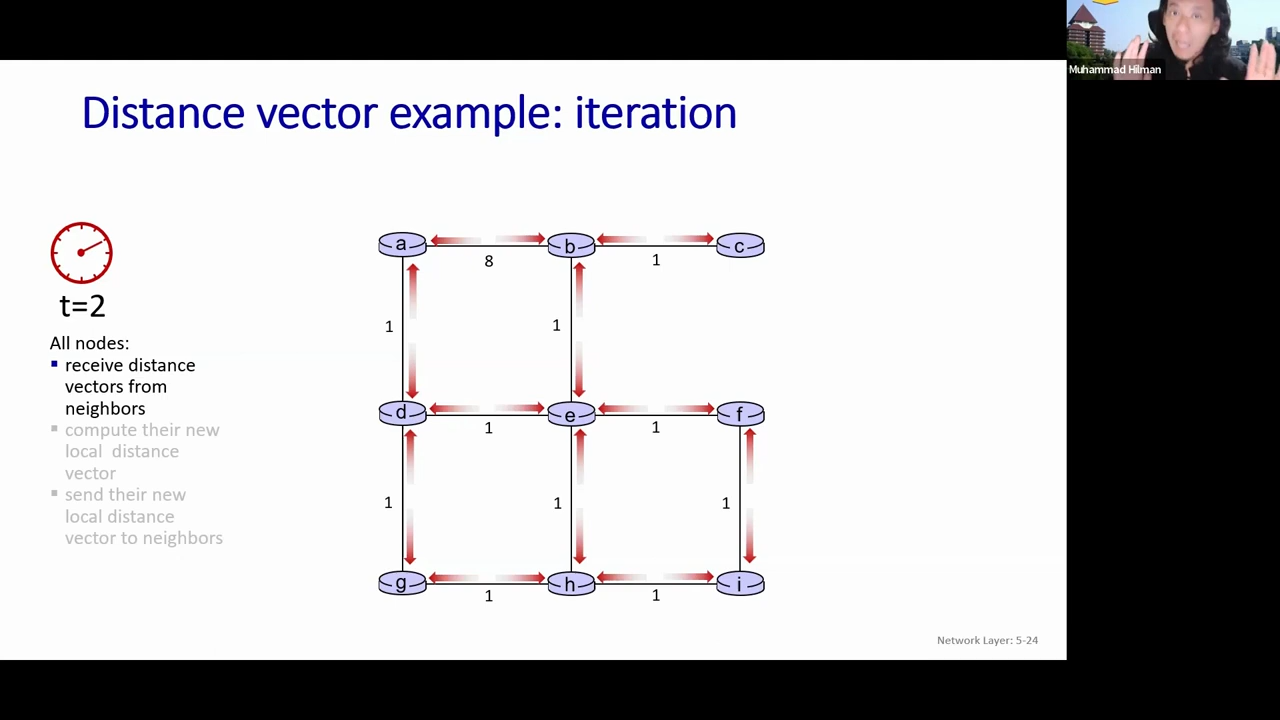 Muhammad Hilman
Distance vector example: iteration
t=2
All nodes:
▪ receive distance
vectors from
neighbors
▪ compute their new
local distance
vector
▪ send their new
local distance
vector to neighbors
a b c
8 1
1 1
d e f
1 1
1 1 1
g h i
1 1
Network Layer: 5-24